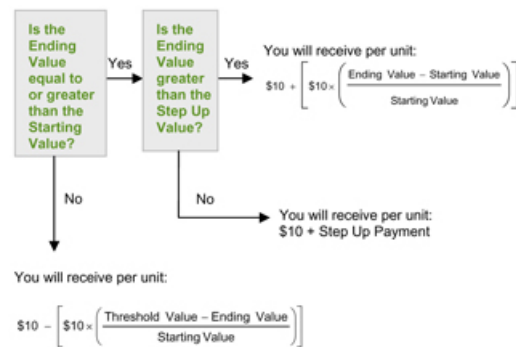 Is the
Ending
Value
equal to
or greater
than the
Starting
Value?
Yes
Is the
Ending
Value
greater
than the
Step Up
Value?
Yes
You will receive per unit:
$10 + [ $10 × ( Ending Value – Starting Value
Starting Value ) ]
No
No
You will receive per unit:
$10 + Step Up Payment
You will receive per unit:
$10 – [ $10 × ( Threshold Value – Ending Value
Starting Value ) ]